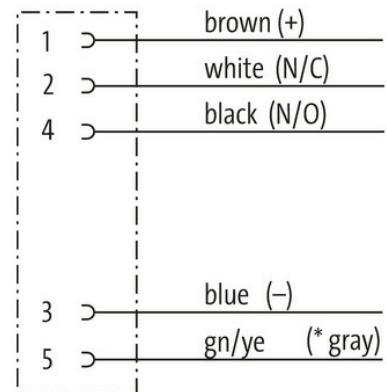 1 brown (+)
2 white (N/C)
4 black (N/O)
3 blue (–)
5 gn/ye (* gray)